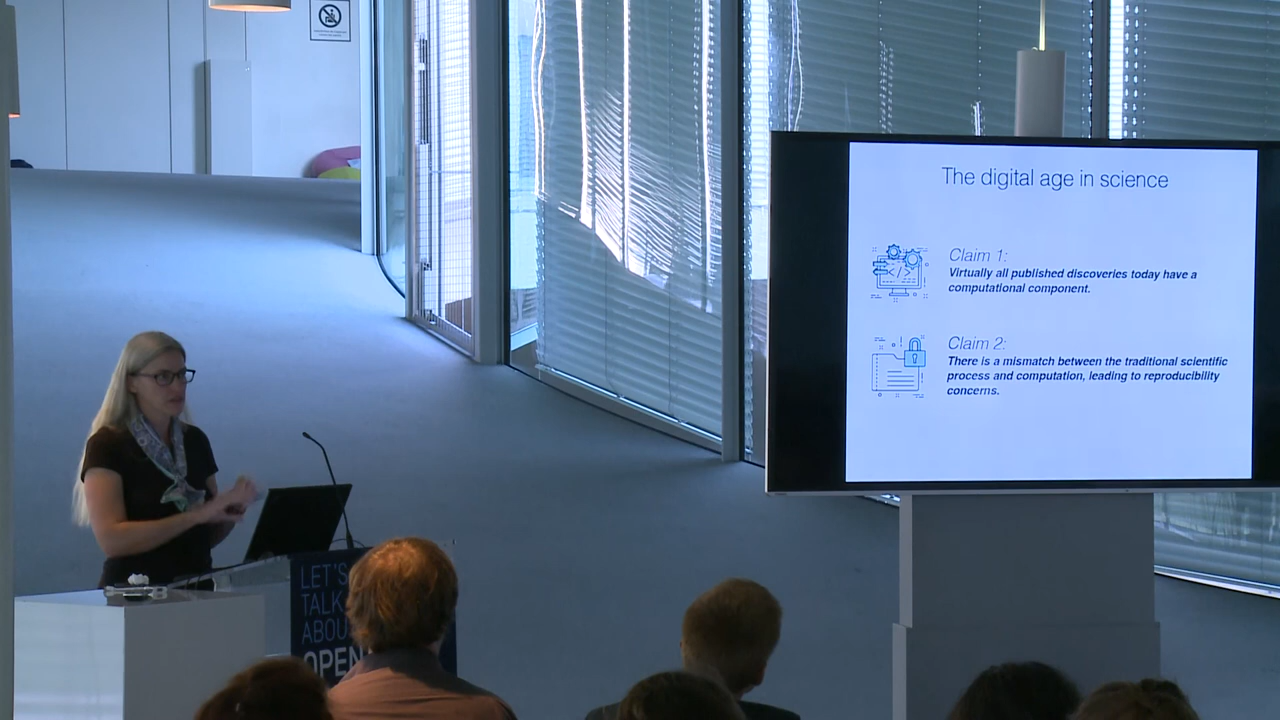 The digital age in science
Claim 1:
Virtually all published discoveries today have a
computational component.
Claim 2:
There is a mismatch between the traditional scientific
process and computation, leading to reproducibility
concerns.
LET'S
TALK
ABOU
OPEN